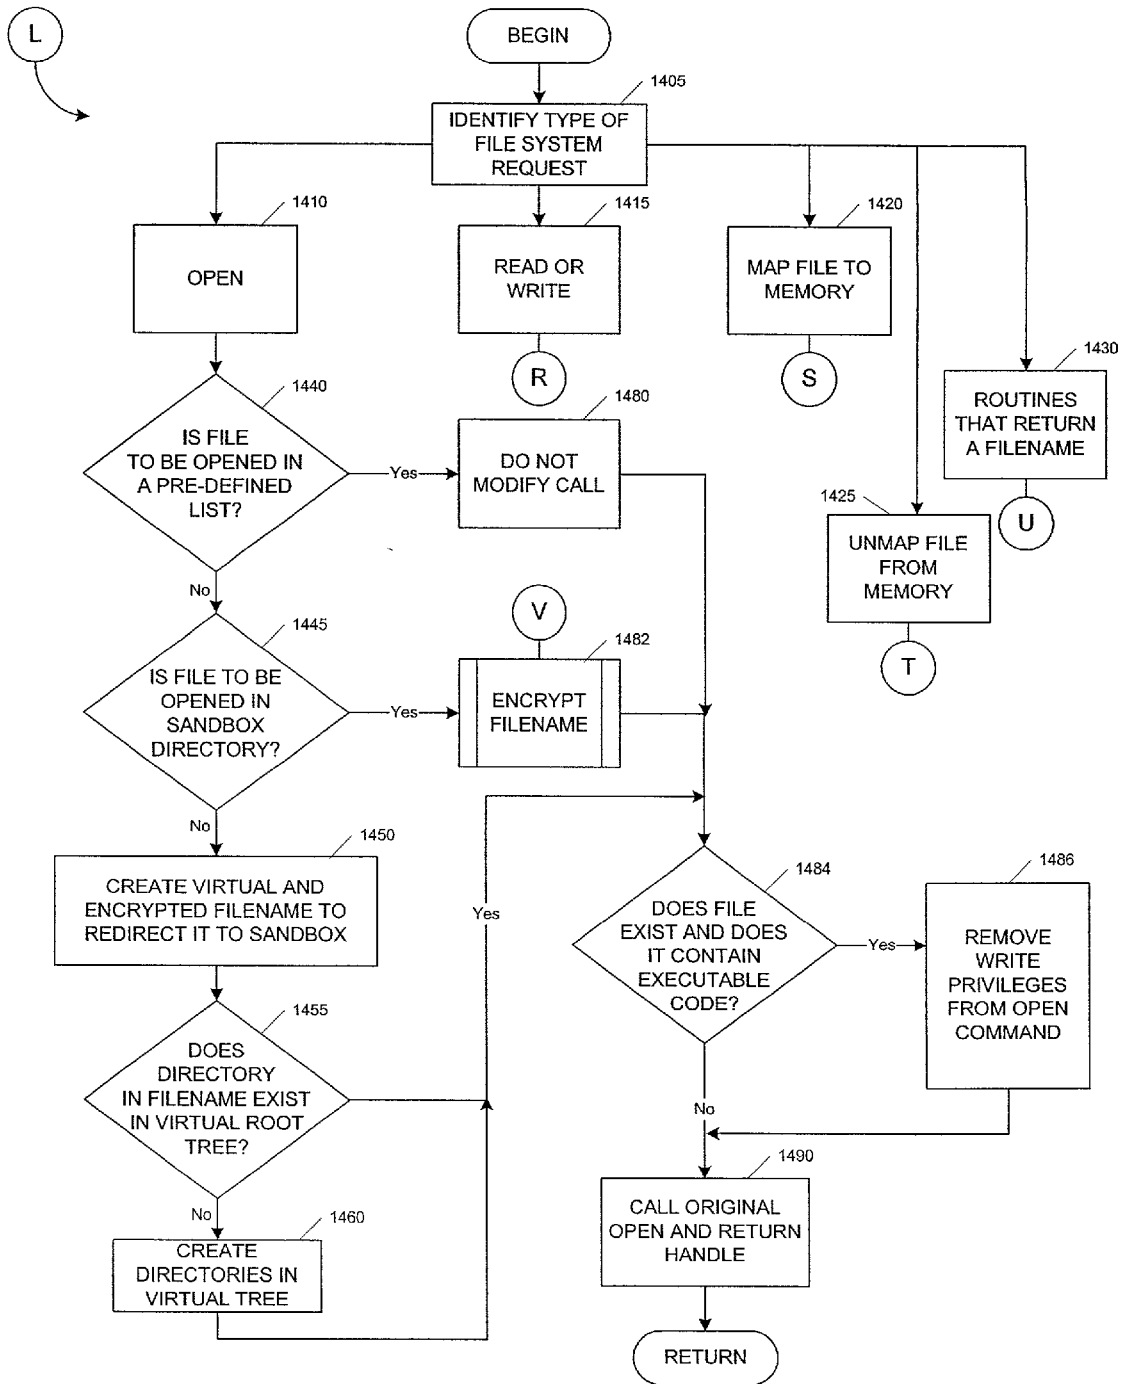 L
BEGIN
1405
IDENTIFY TYPE OF
FILE SYSTEM
REQUEST
1410
OPEN
1415
READ OR
WRITE
R
1420
MAP FILE TO
MEMORY
S
1430
ROUTINES
THAT RETURN
A FILENAME
U
1425
UNMAP FILE
FROM
MEMORY
T
1440
IS FILE
TO BE OPENED IN
A PRE-DEFINED
LIST?
Yes
No
1480
DO NOT
MODIFY CALL
1445
IS FILE TO BE
OPENED IN
SANDBOX
DIRECTORY?
Yes
No
V
1482
ENCRYPT
FILENAME
1450
CREATE VIRTUAL AND
ENCRYPTED FILENAME TO
REDIRECT IT TO SANDBOX
Yes
1455
DOES
DIRECTORY
IN FILENAME EXIST
IN VIRTUAL ROOT
TREE?
No
1460
CREATE
DIRECTORIES IN
VIRTUAL TREE
1484
DOES FILE
EXIST AND DOES
IT CONTAIN
EXECUTABLE
CODE?
Yes
No
1486
REMOVE
WRITE
PRIVILEGES
FROM OPEN
COMMAND
1490
CALL ORIGINAL
OPEN AND RETURN
HANDLE
RETURN